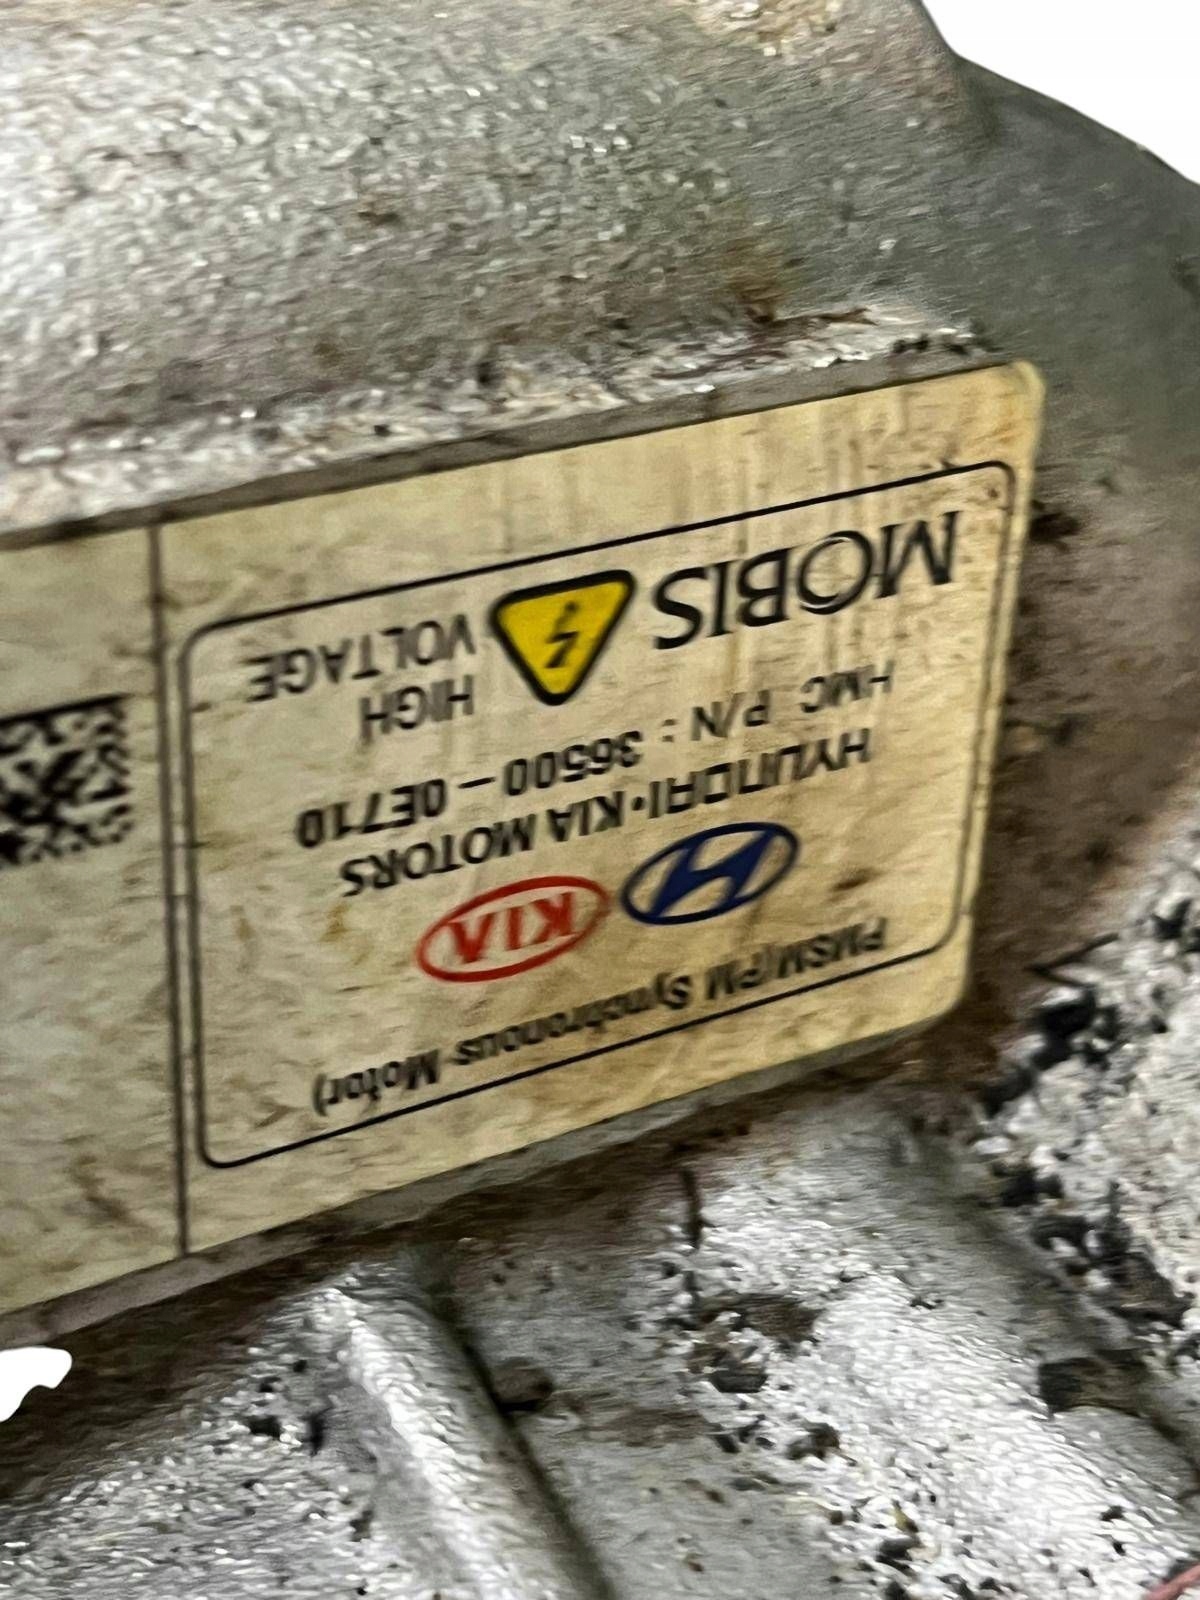 PMSM(PM Synchronous Motor)
KIA
HYUNDAI·KIA MOTORS
HMC P/N : 36500 – 0E710
MOBIS HIGH
VOLTAGE